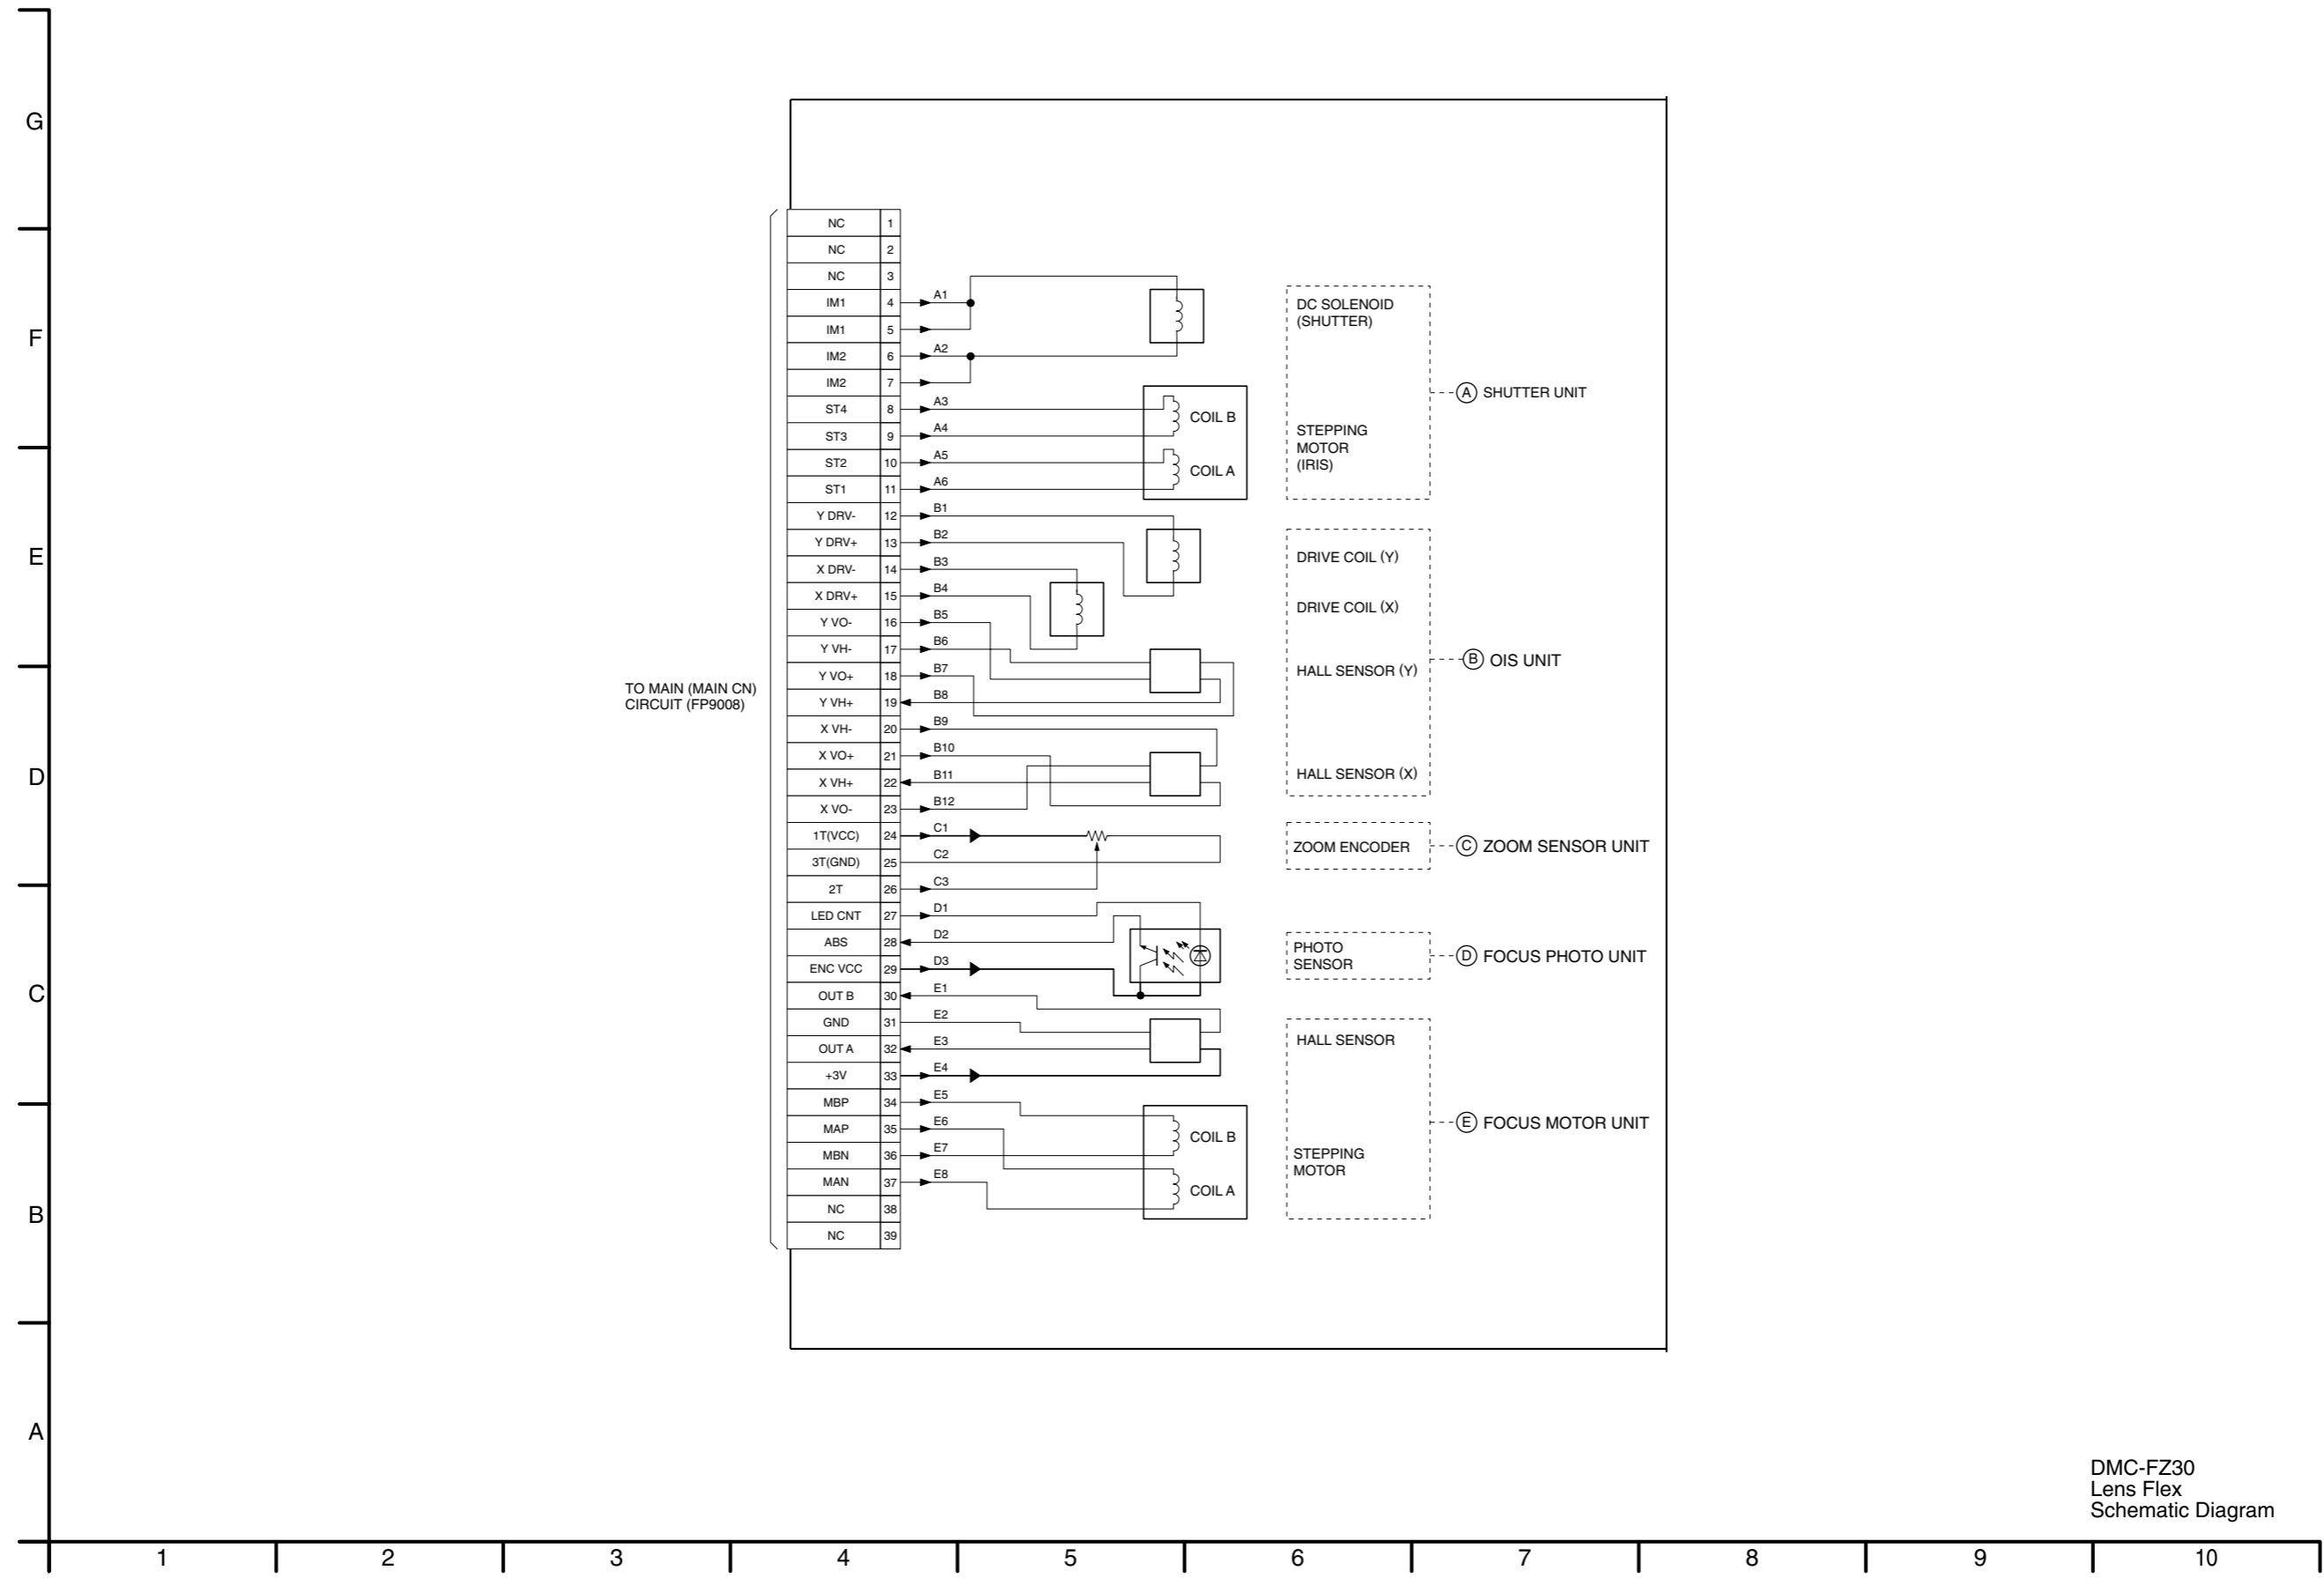 G
F
E
D
C
B
A
TO MAIN (MAIN CN)
CIRCUIT (FP9008)
NC 1
NC 2
NC 3
IM1 4 A1
IM1 5
IM2 6 A2
IM2 7
ST4 8 A3
ST3 9 A4
ST2 10 A5
ST1 11 A6
Y DRV- 12 B1
Y DRV+ 13 B2
X DRV- 14 B3
X DRV+ 15 B4
Y VO- 16 B5
Y VH- 17 B6
Y VO+ 18 B7
Y VH+ 19 B8
X VH- 20 B9
X VO+ 21 B10
X VH+ 22 B11
X VO- 23 B12
1T(VCC) 24 C1
3T(GND) 25 C2
2T 26 C3
LED CNT 27 D1
ABS 28 D2
ENC VCC 29 D3
OUT B 30 E1
GND 31 E2
OUT A 32 E3
+3V 33 E4
MBP 34 E5
MAP 35 E6
MBN 36 E7
MAN 37 E8
NC 38
NC 39
COIL B
COIL A
COIL B
COIL A
DC SOLENOID
(SHUTTER)
STEPPING
MOTOR
(IRIS)
A SHUTTER UNIT
DRIVE COIL (Y)
DRIVE COIL (X)
HALL SENSOR (Y)
HALL SENSOR (X)
B OIS UNIT
ZOOM ENCODER
C ZOOM SENSOR UNIT
PHOTO
SENSOR
D FOCUS PHOTO UNIT
HALL SENSOR
STEPPING
MOTOR
E FOCUS MOTOR UNIT
DMC-FZ30
Lens Flex
Schematic Diagram
1 2 3 4 5 6 7 8 9 10